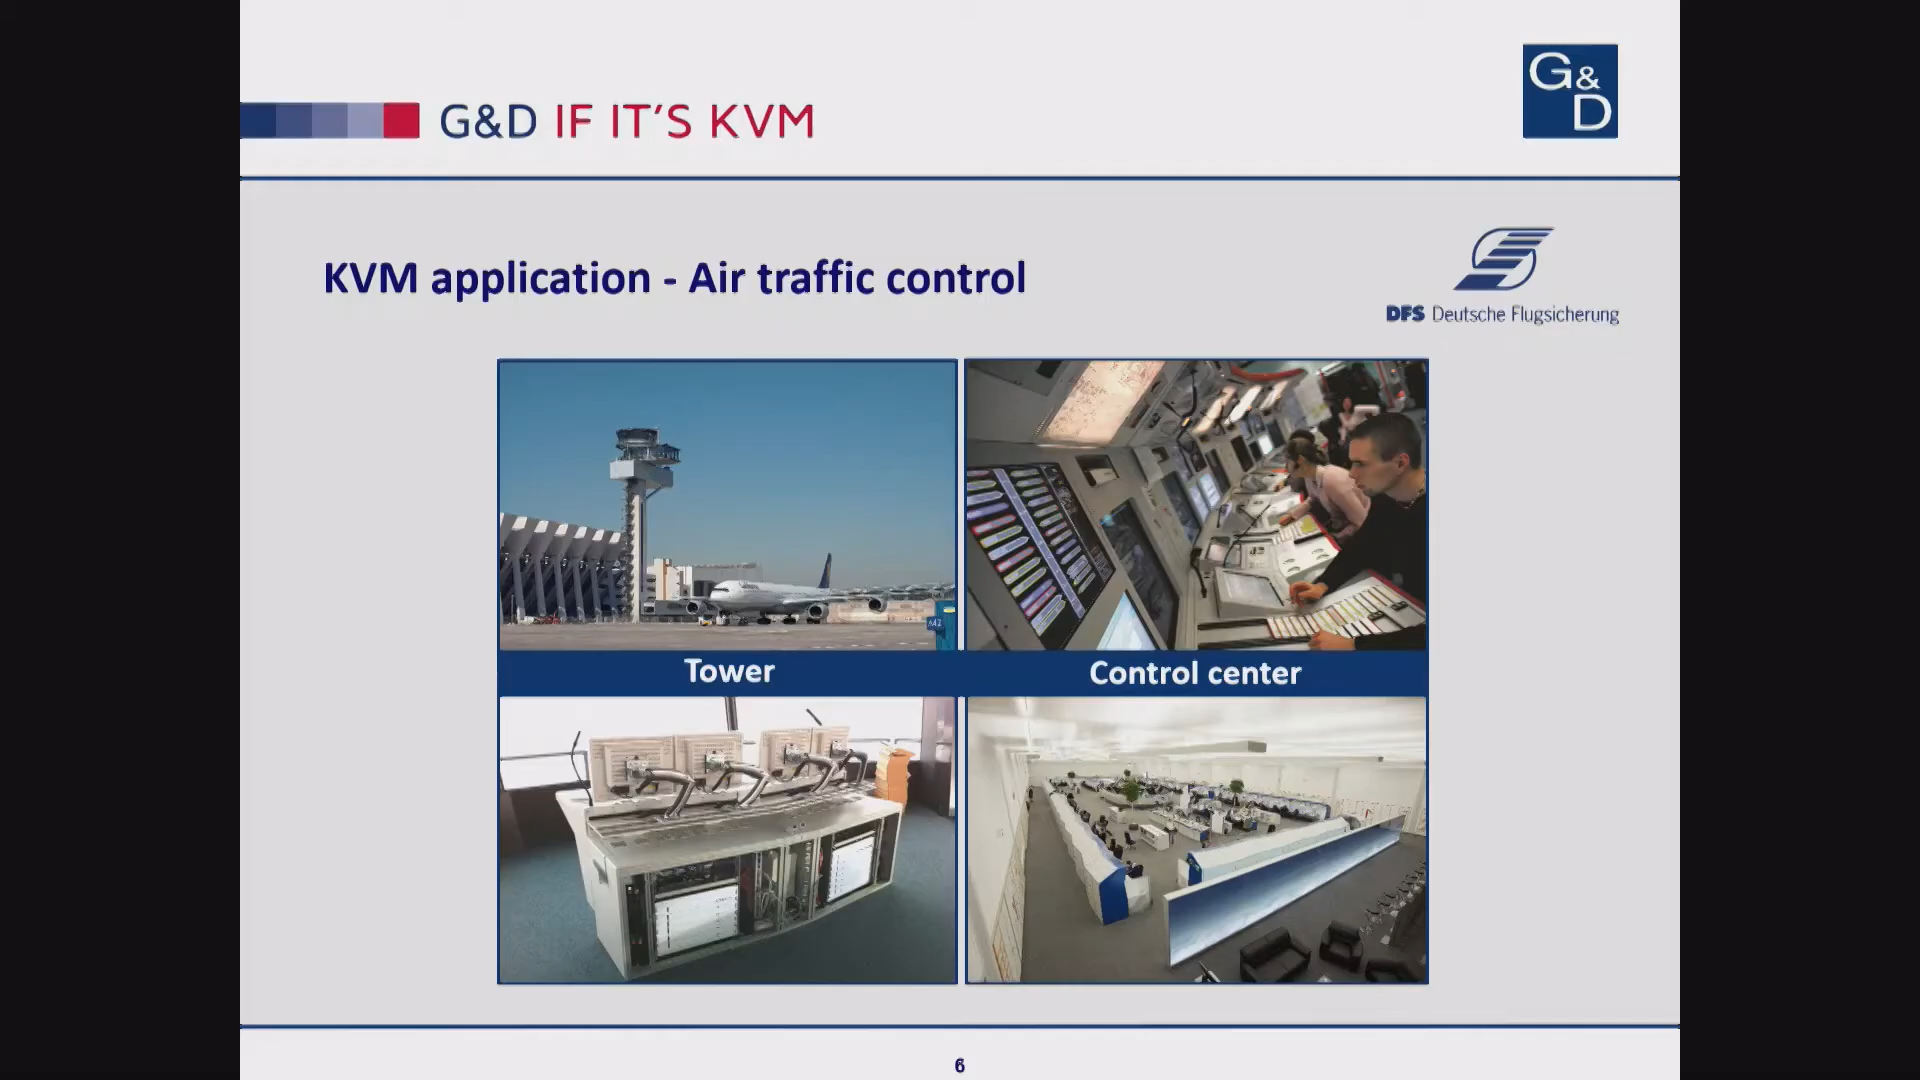 G&D IF IT'S KVM
G&D
KVM application - Air traffic control
DFS Deutsche Flugsicherung
Tower
Control center
6